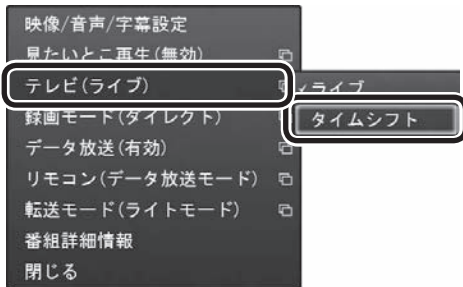 映像/音声/字幕設定
見たいとこ再生(無効)
テレビ(ライブ)
ライブ
録画モード(ダイレクト)
タイムシフト
データ放送(有効)
リモコン(データ放送モード)
転送モード(ライトモード)
番組詳細情報
閉じる